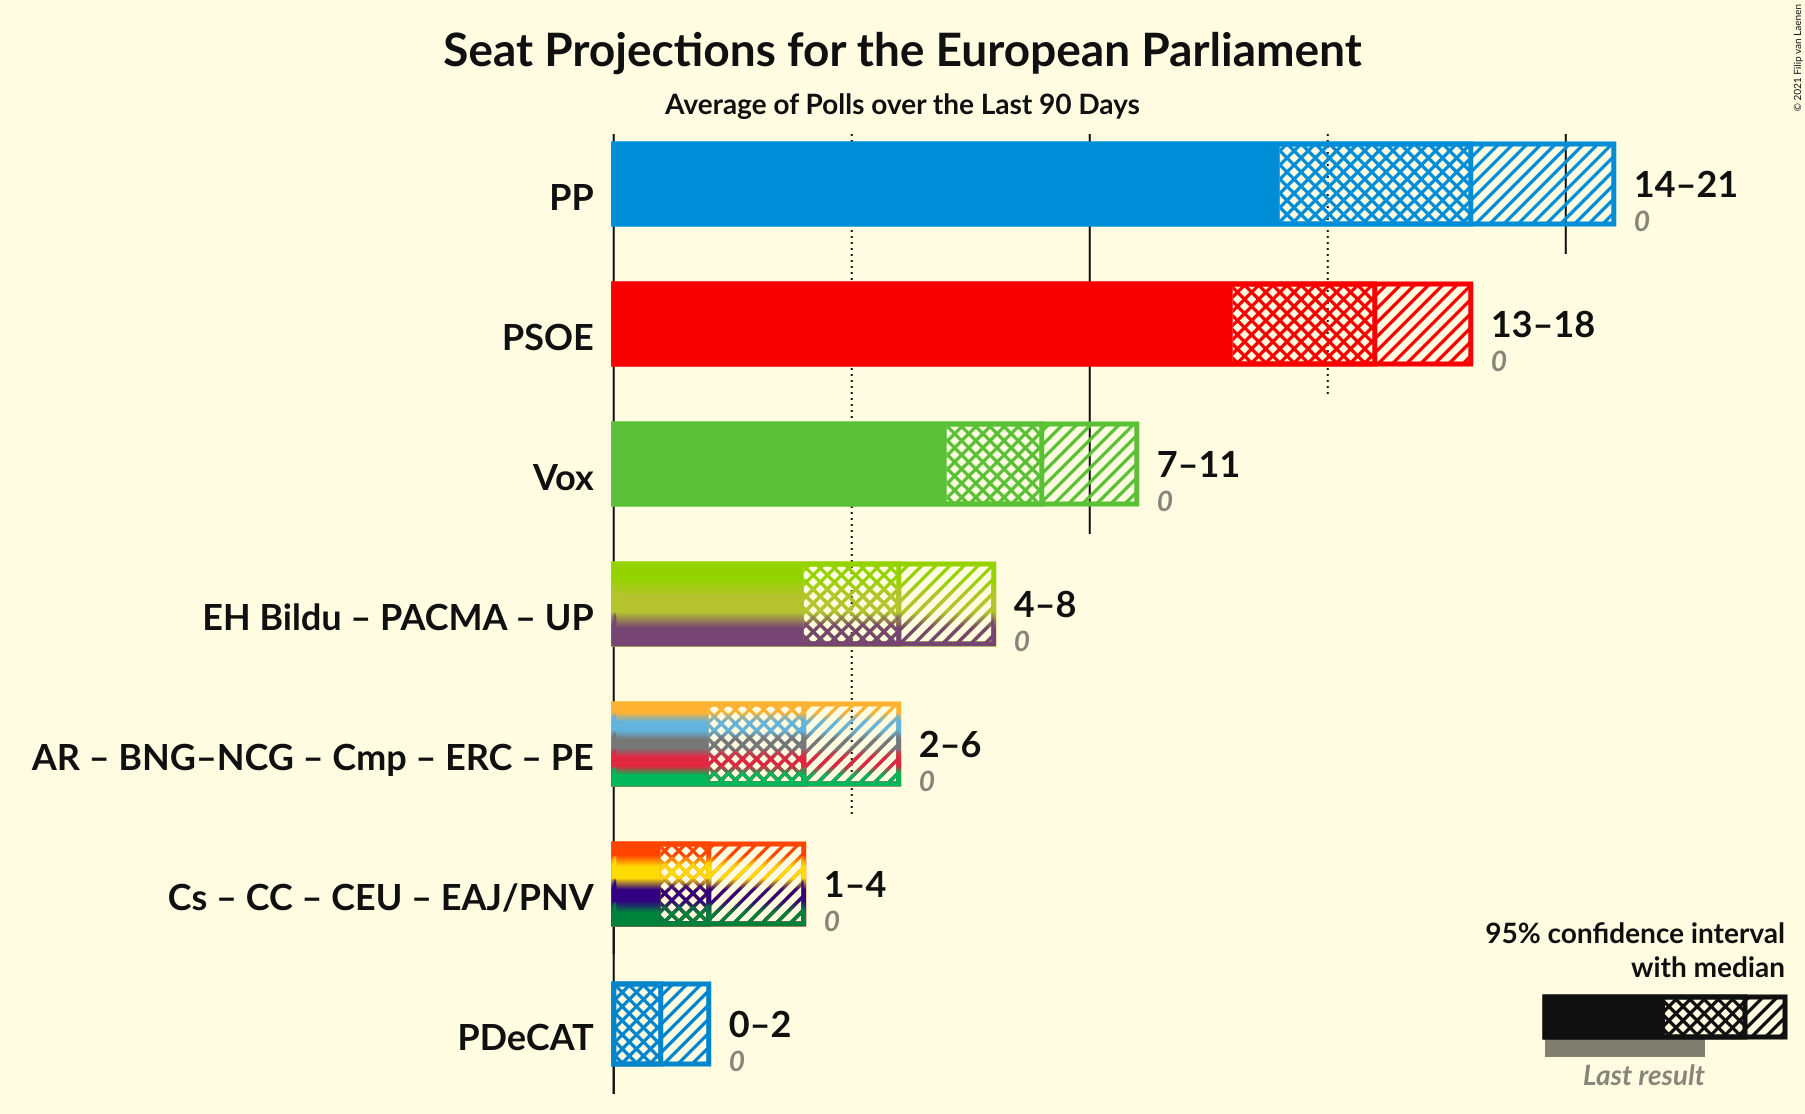 Seat Projections for the European Parliament
Average of Polls over the Last 90 Days
© 2021 Filip van Laenen
PP
14–21
0
PSOE
13–18
0
Vox
7–11
0
EH Bildu – PACMA – UP
4–8
0
AR – BNG–NCG – Cmp – ERC – PE
2–6
0
Cs – CC – CEU – EAJ/PNV
1–4
0
PDeCAT
0–2
0
95% confidence interval
with median
Last result